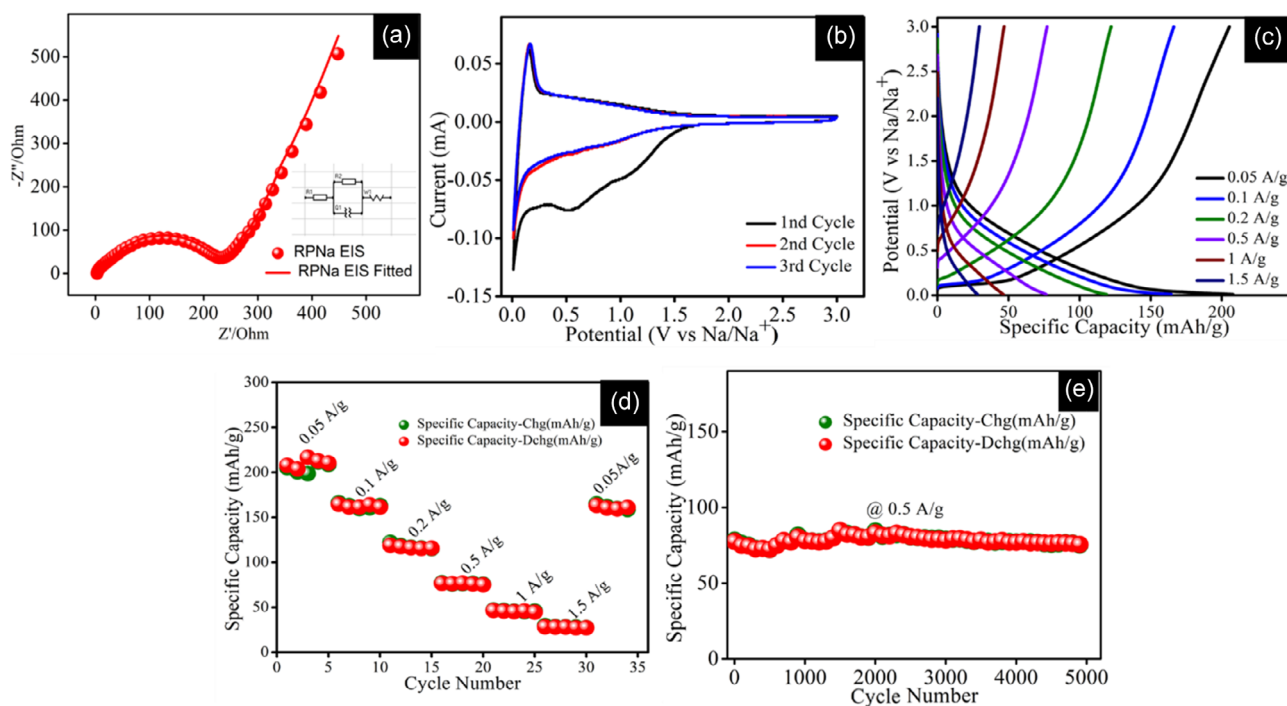 (a)
500
400
300
200
100
0
-Z"/Ohm
0
100
200
300
400
500
Z'/Ohm
R1
R2
Q1
W1
RPNa EIS
RPNa EIS Fitted
(b)
0.05
0.00
-0.05
-0.10
-0.15
Current (mA)
0.0
0.5
1.0
1.5
2.0
2.5
3.0
Potential (V vs Na/Na⁺)
1nd Cycle
2nd Cycle
3rd Cycle
(c)
3.0
2.5
2.0
1.5
1.0
0.5
0.0
Potential (V vs Na/Na⁺)
0
50
100
150
200
Specific Capacity (mAh/g)
0.05 A/g
0.1 A/g
0.2 A/g
0.5 A/g
1 A/g
1.5 A/g
(d)
300
250
200
150
100
50
0
Specific Capacity (mAh/g)
0
5
10
15
20
25
30
35
Cycle Number
Specific Capacity-Chg(mAh/g)
Specific Capacity-Dchg(mAh/g)
0.05 A/g
0.1 A/g
0.2 A/g
0.5 A/g
1 A/g
1.5 A/g
0.05A/g
(e)
150
100
50
0
Specific Capacity (mAh/g)
0
1000
2000
3000
4000
5000
Cycle Number
Specific Capacity-Chg(mAh/g)
Specific Capacity-Dchg(mAh/g)
@ 0.5 A/g